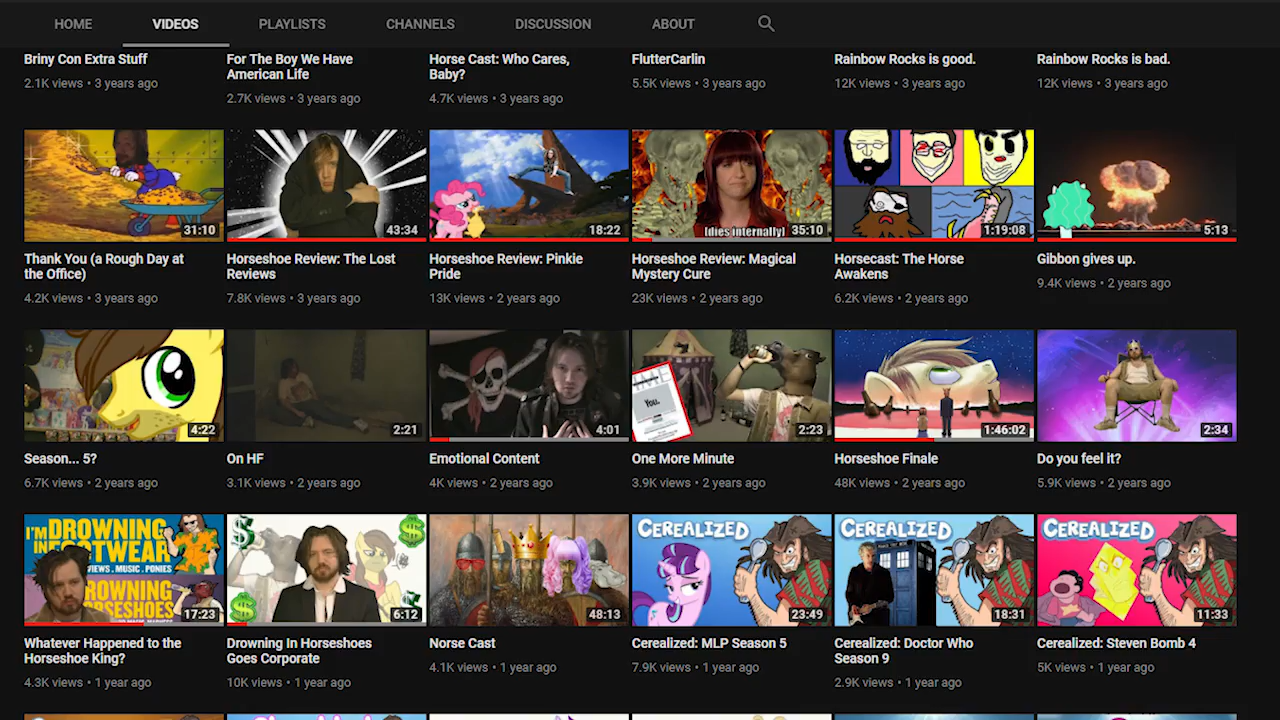 HOME VIDEOS PLAYLISTS CHANNELS DISCUSSION ABOUT
Briny Con Extra Stuff
2.1K views • 3 years ago
For The Boy We Have
American Life
2.7K views • 3 years ago
Horse Cast: Who Cares,
Baby?
4.7K views • 3 years ago
FlutterCarlin
5.5K views • 3 years ago
Rainbow Rocks is good.
12K views • 3 years ago
Rainbow Rocks is bad.
12K views • 3 years ago
31:10
Thank You (a Rough Day at
the Office)
4.2K views • 3 years ago
43:34
Horseshoe Review: The Lost
Reviews
7.8K views • 3 years ago
18:22
Horseshoe Review: Pinkie
Pride
13K views • 2 years ago
[dies internally]
35:10
Horseshoe Review: Magical
Mystery Cure
23K views • 2 years ago
1:19:08
Horsecast: The Horse
Awakens
6.2K views • 2 years ago
5:13
Gibbon gives up.
9.4K views • 2 years ago
4:22
Season... 5?
6.7K views • 2 years ago
2:21
On HF
3.1K views • 2 years ago
4:01
Emotional Content
4K views • 2 years ago
You.
2:23
One More Minute
3.9K views • 2 years ago
1:46:02
Horseshoe Finale
48K views • 2 years ago
2:34
Do you feel it?
5.9K views • 2 years ago
I'M DROWNING
17:23
Whatever Happened to the
Horseshoe King?
4.3K views • 1 year ago
6:12
Drowning In Horseshoes
Goes Corporate
10K views • 1 year ago
48:13
Norse Cast
4.1K views • 1 year ago
CEREALIZED
23:49
Cerealized: MLP Season 5
7.9K views • 1 year ago
CEREALIZED
18:31
Cerealized: Doctor Who
Season 9
2.9K views • 1 year ago
CEREALIZED
11:33
Cerealized: Steven Bomb 4
5K views • 1 year ago